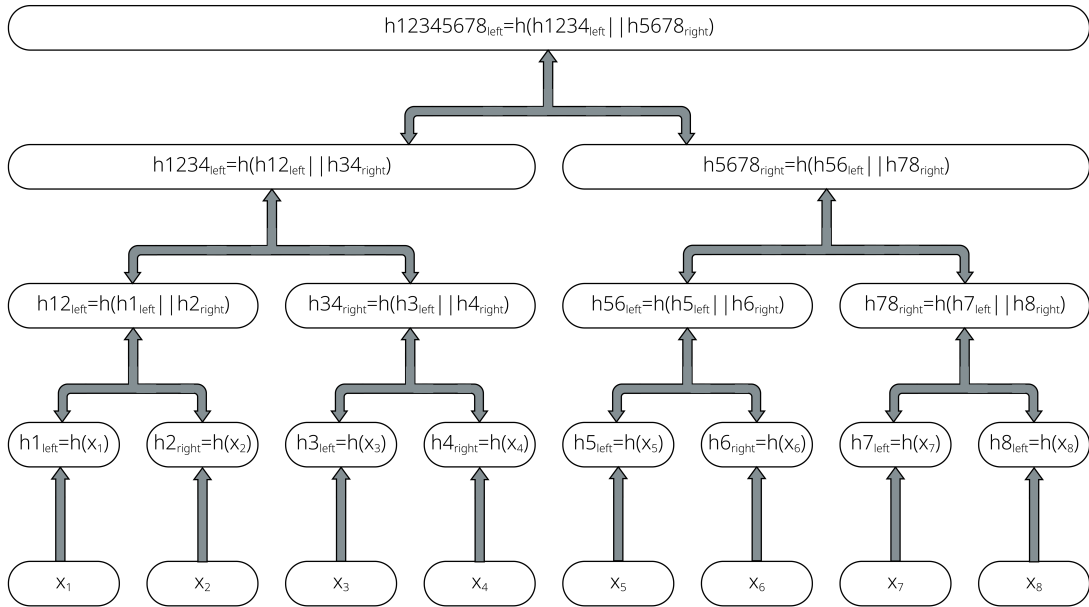 h12345678left=h(h1234left||h5678right)
h1234left=h(h12left||h34right)
h5678right=h(h56left||h78right)
h12left=h(h1left||h2right)
h34right=h(h3left||h4right)
h56left=h(h5left||h6right)
h78right=h(h7left||h8right)
h1left=h(x1)
h2right=h(x2)
h3left=h(x3)
h4right=h(x4)
h5left=h(x5)
h6right=h(x6)
h7left=h(x7)
h8left=h(x8)
x1
x2
x3
x4
x5
x6
x7
x8